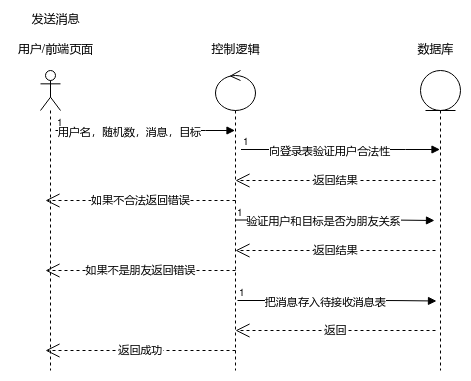 发送消息
用户/前端页面
控制逻辑
数据库
1
用户名，随机数，消息，目标
1
向登录表验证用户合法性
返回结果
如果不合法返回错误
1
验证用户和目标是否为朋友关系
返回结果
如果不是朋友返回错误
1
把消息存入待接收消息表
返回
返回成功